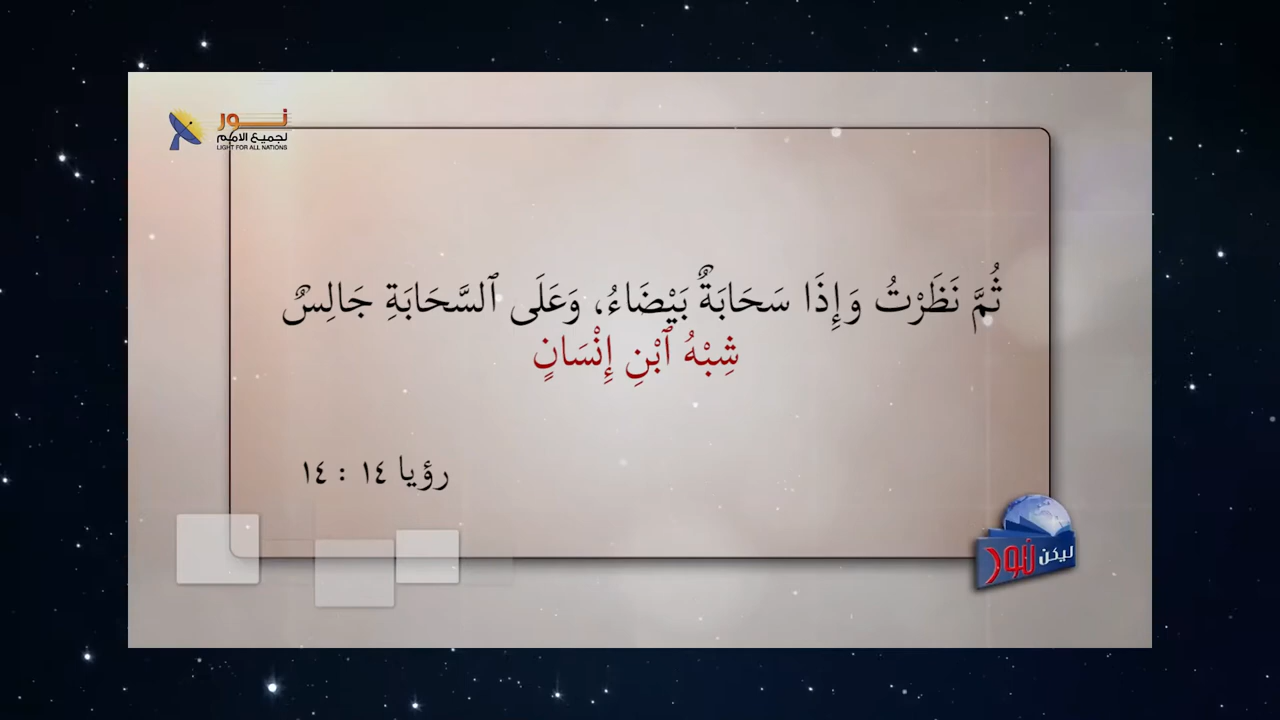 نور
لجميع الامم
LIGHT FOR ALL NATIONS
ثُمَّ نَظَرْتُ وَإِذَا سَحَابَةٌ بَيْضَاءُ، وَعَلَى ٱلسَّحَابَةِ جَالِسٌ
شِبْهُ ٱبْنِ إِنْسَانٍ
رؤيا ١٤ : ١٤
ليكن نور